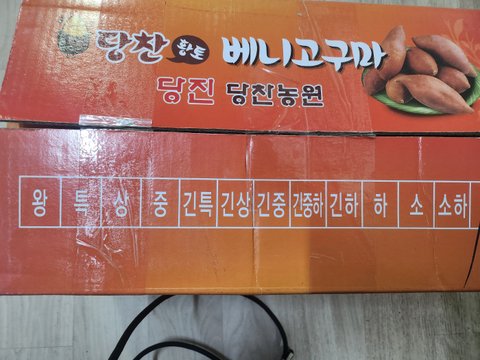 당찬 황토 베니고구마
당진 당찬농원
왕 특 상 중 긴특 긴상 긴중 긴중하 긴하 하 소 소하